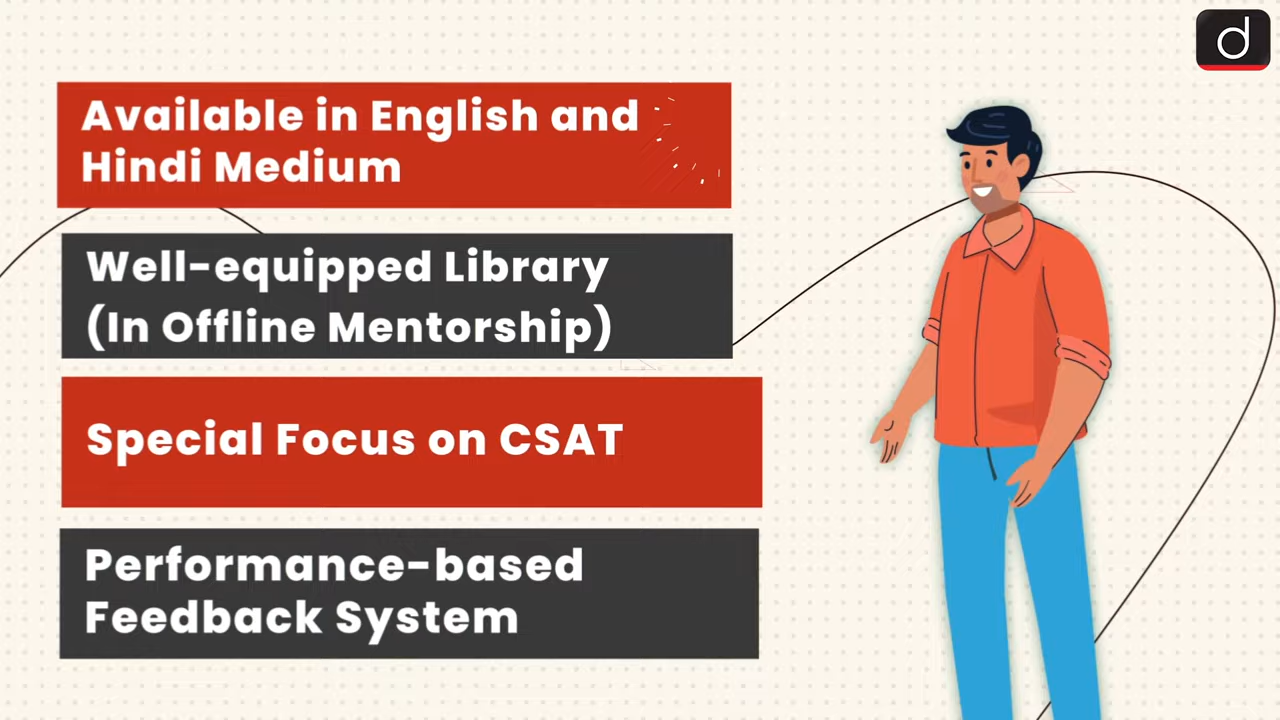 d
Available in English and
Hindi Medium
Well-equipped Library
(In Offline Mentorship)
Special Focus on CSAT
Performance-based
Feedback System